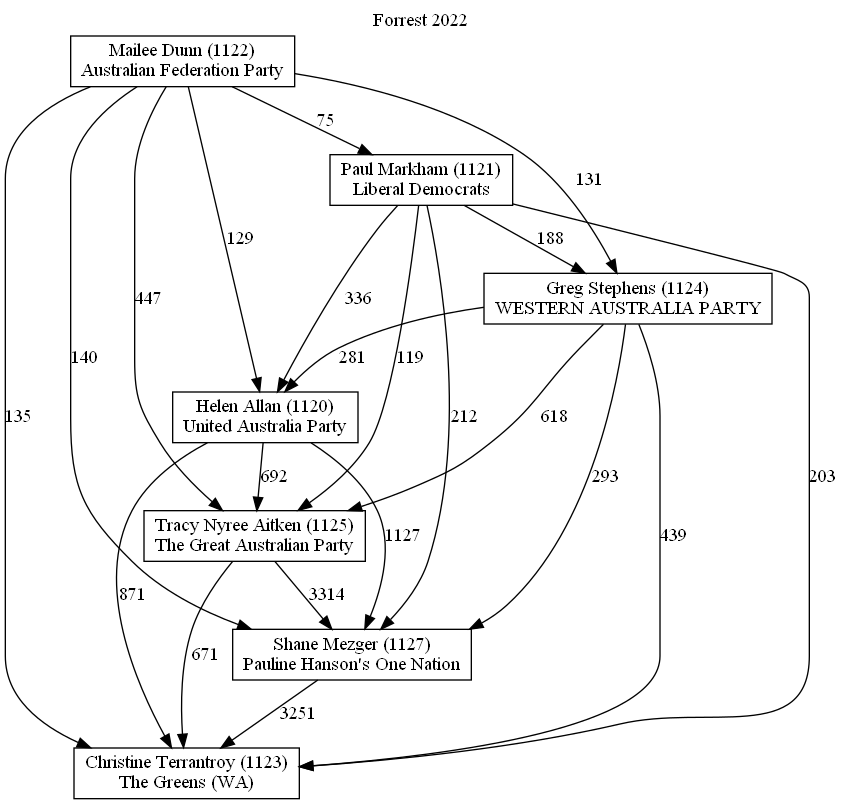 Forrest 2022
Mailee Dunn (1122)
Australian Federation Party
75
Paul Markham (1121)
Liberal Democrats
131
129
188
Greg Stephens (1124)
WESTERN AUSTRALIA PARTY
447
336
140
281
119
Helen Allan (1120)
United Australia Party
135
212
618
203
692
293
Tracy Nyree Aitken (1125)
The Great Australian Party
1127
439
871
3314
Shane Mezger (1127)
Pauline Hanson's One Nation
671
3251
Christine Terrantroy (1123)
The Greens (WA)